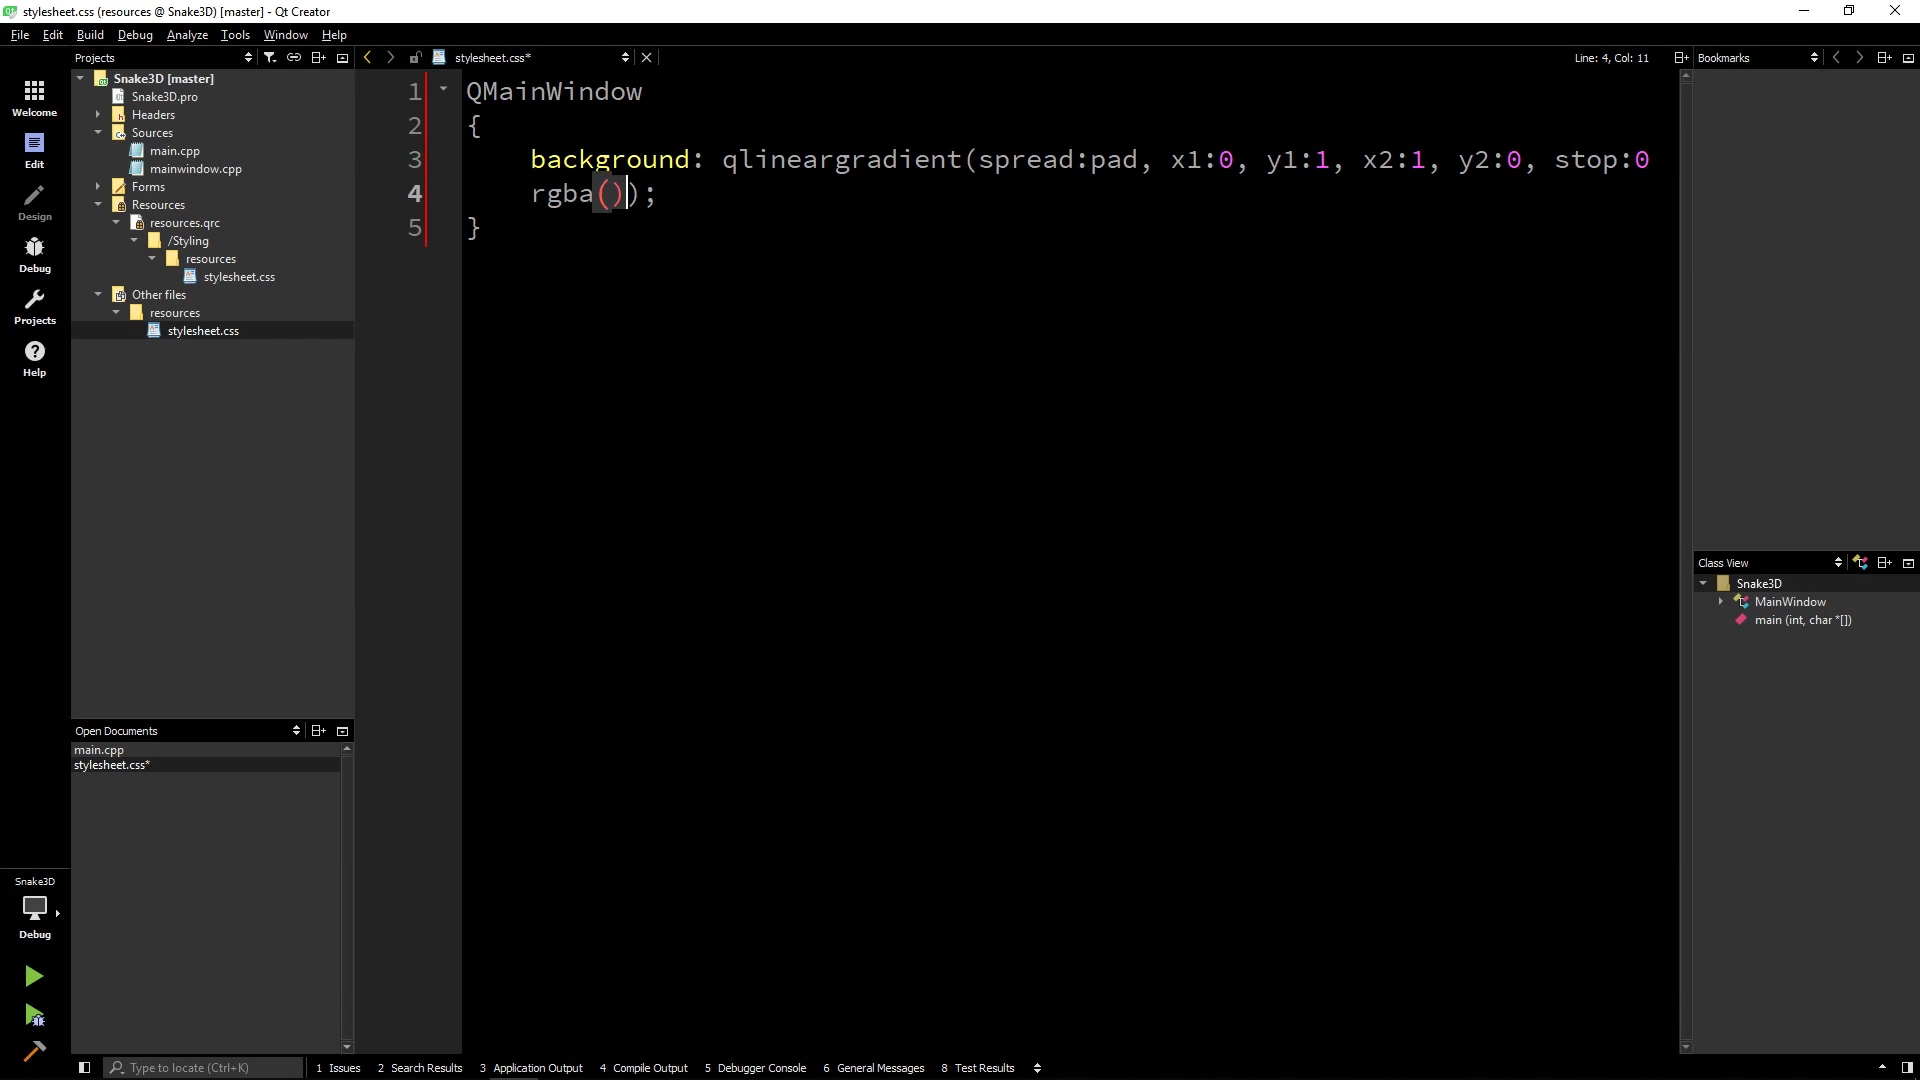 stylesheet.css (resources @ Snake3D) [master] - Qt Creator
File Edit Build Debug Analyze Tools Window Help
Projects
stylesheet.css*
Line: 4, Col: 11
Bookmarks
Welcome
Edit
Design
Debug
Projects
Help
Snake3D [master]
Snake3D.pro
Headers
Sources
main.cpp
mainwindow.cpp
Forms
Resources
resources.qrc
/Styling
resources
stylesheet.css
Other files
resources
stylesheet.css
1 QMainWindow
2 {
3 background: qlineargradient(spread:pad, x1:0, y1:1, x2:1, y2:0, stop:0
4 rgba());
5 }
Class View
Snake3D
MainWindow
main (int, char *[])
Open Documents
main.cpp
stylesheet.css*
Snake3D
Debug
Type to locate (Ctrl+K)
1 Issues 2 Search Results 3 Application Output 4 Compile Output 5 Debugger Console 6 General Messages 8 Test Results